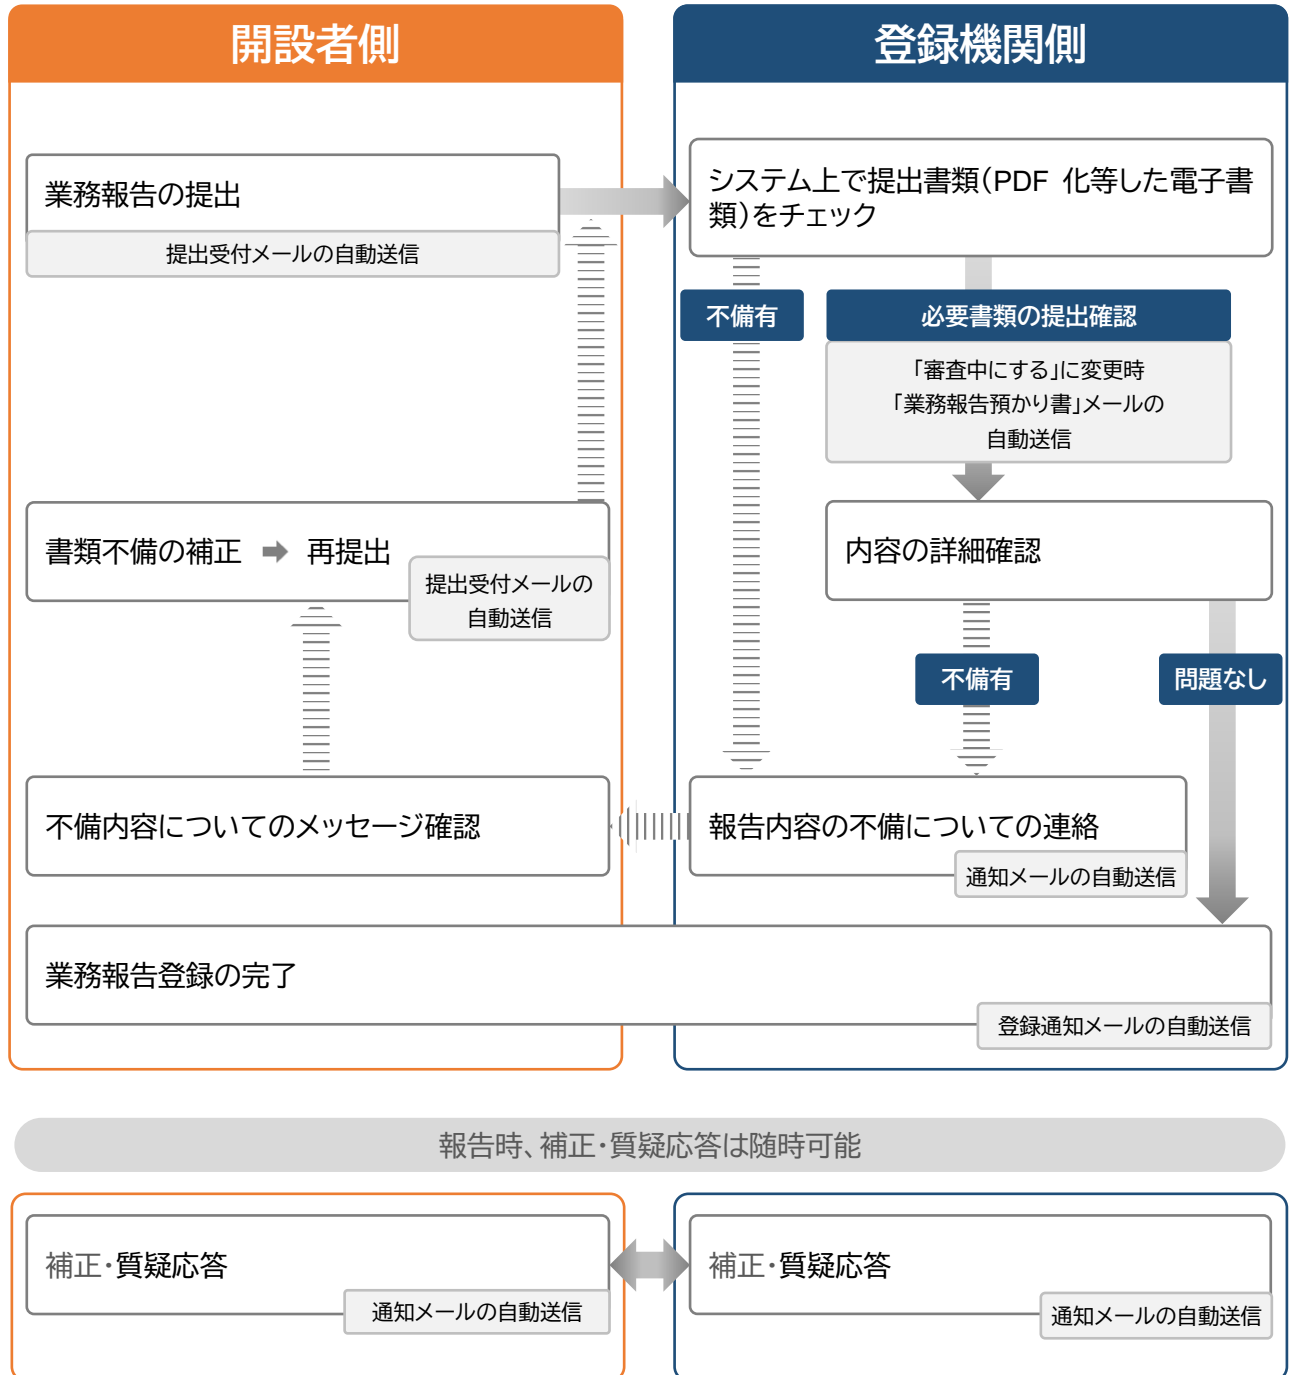 開設者側
登録機関側
業務報告の提出
提出受付メールの自動送信
システム上で提出書類(PDF 化等した電子書
類)をチェック
不備有
必要書類の提出確認
「審査中にする」に変更時
「業務報告預かり書」メールの
自動送信
書類不備の補正 ➡ 再提出
提出受付メールの
自動送信
内容の詳細確認
不備有
問題なし
不備内容についてのメッセージ確認
報告内容の不備についての連絡
通知メールの自動送信
業務報告登録の完了
登録通知メールの自動送信
報告時、補正・質疑応答は随時可能
補正・質疑応答
通知メールの自動送信
補正・質疑応答
通知メールの自動送信